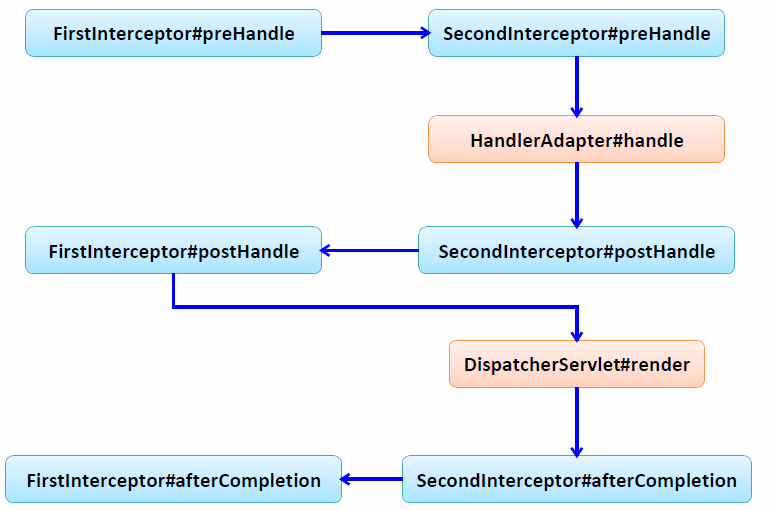 FirstInterceptor#preHandle
SecondInterceptor#preHandle
HandlerAdapter#handle
FirstInterceptor#postHandle
SecondInterceptor#postHandle
DispatcherServlet#render
FirstInterceptor#afterCompletion
SecondInterceptor#afterCompletion